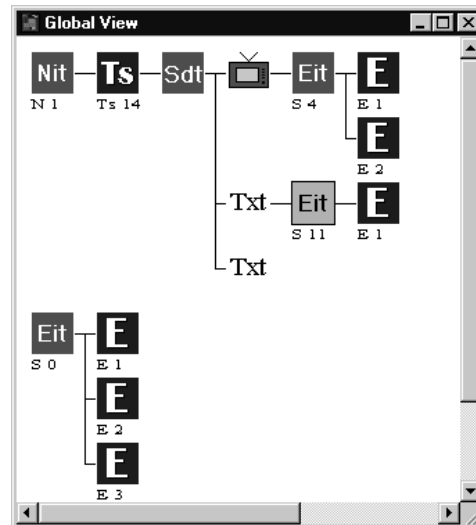 Global View
Nit Ts Sdt Eit E
N 1 Ts 14 S 4 E 1
E
E 2
Txt Eit E
S 11 E 1
Txt
Eit E
S 0 E 1
E
E 2
E
E 3